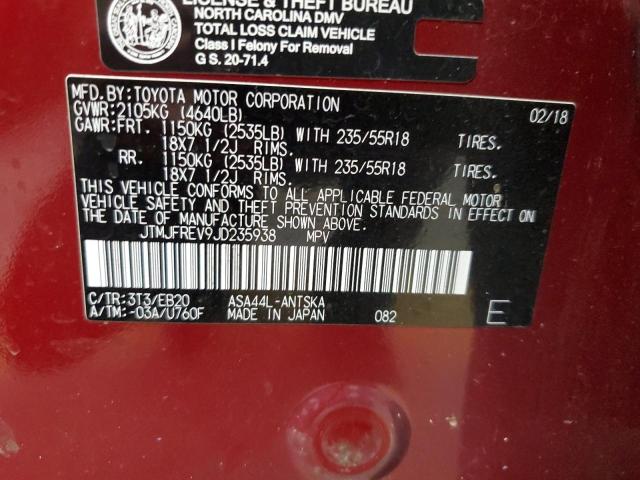 LICENSE & THEFT BUREAU
NORTH CAROLINA DMV
TOTAL LOSS CLAIM VEHICLE
Class I Felony For Removal
G.S. 20-71.4
MFD.BY:TOYOTA MOTOR CORPORATION 02/18
GVWR:2105KG (4640LB)
GAWR:FRT. 1150KG (2535LB) WITH 235/55R18 TIRES.
18X7 1/2J RIMS.
RR. 1150KG (2535LB) WITH 235/55R18 TIRES.
18X7 1/2J RIMS.
THIS VEHICLE CONFORMS TO ALL APPLICABLE FEDERAL MOTOR
VEHICLE SAFETY AND THEFT PREVENTION STANDARDS IN EFFECT ON
THE DATE OF MANUFACTURE SHOWN ABOVE.
JTMJFREV9JD235938 MPV
C/TR:3T3/EB20 ASA44L-ANTSKA
A/TM:-03A/U760F MADE IN JAPAN 082 E